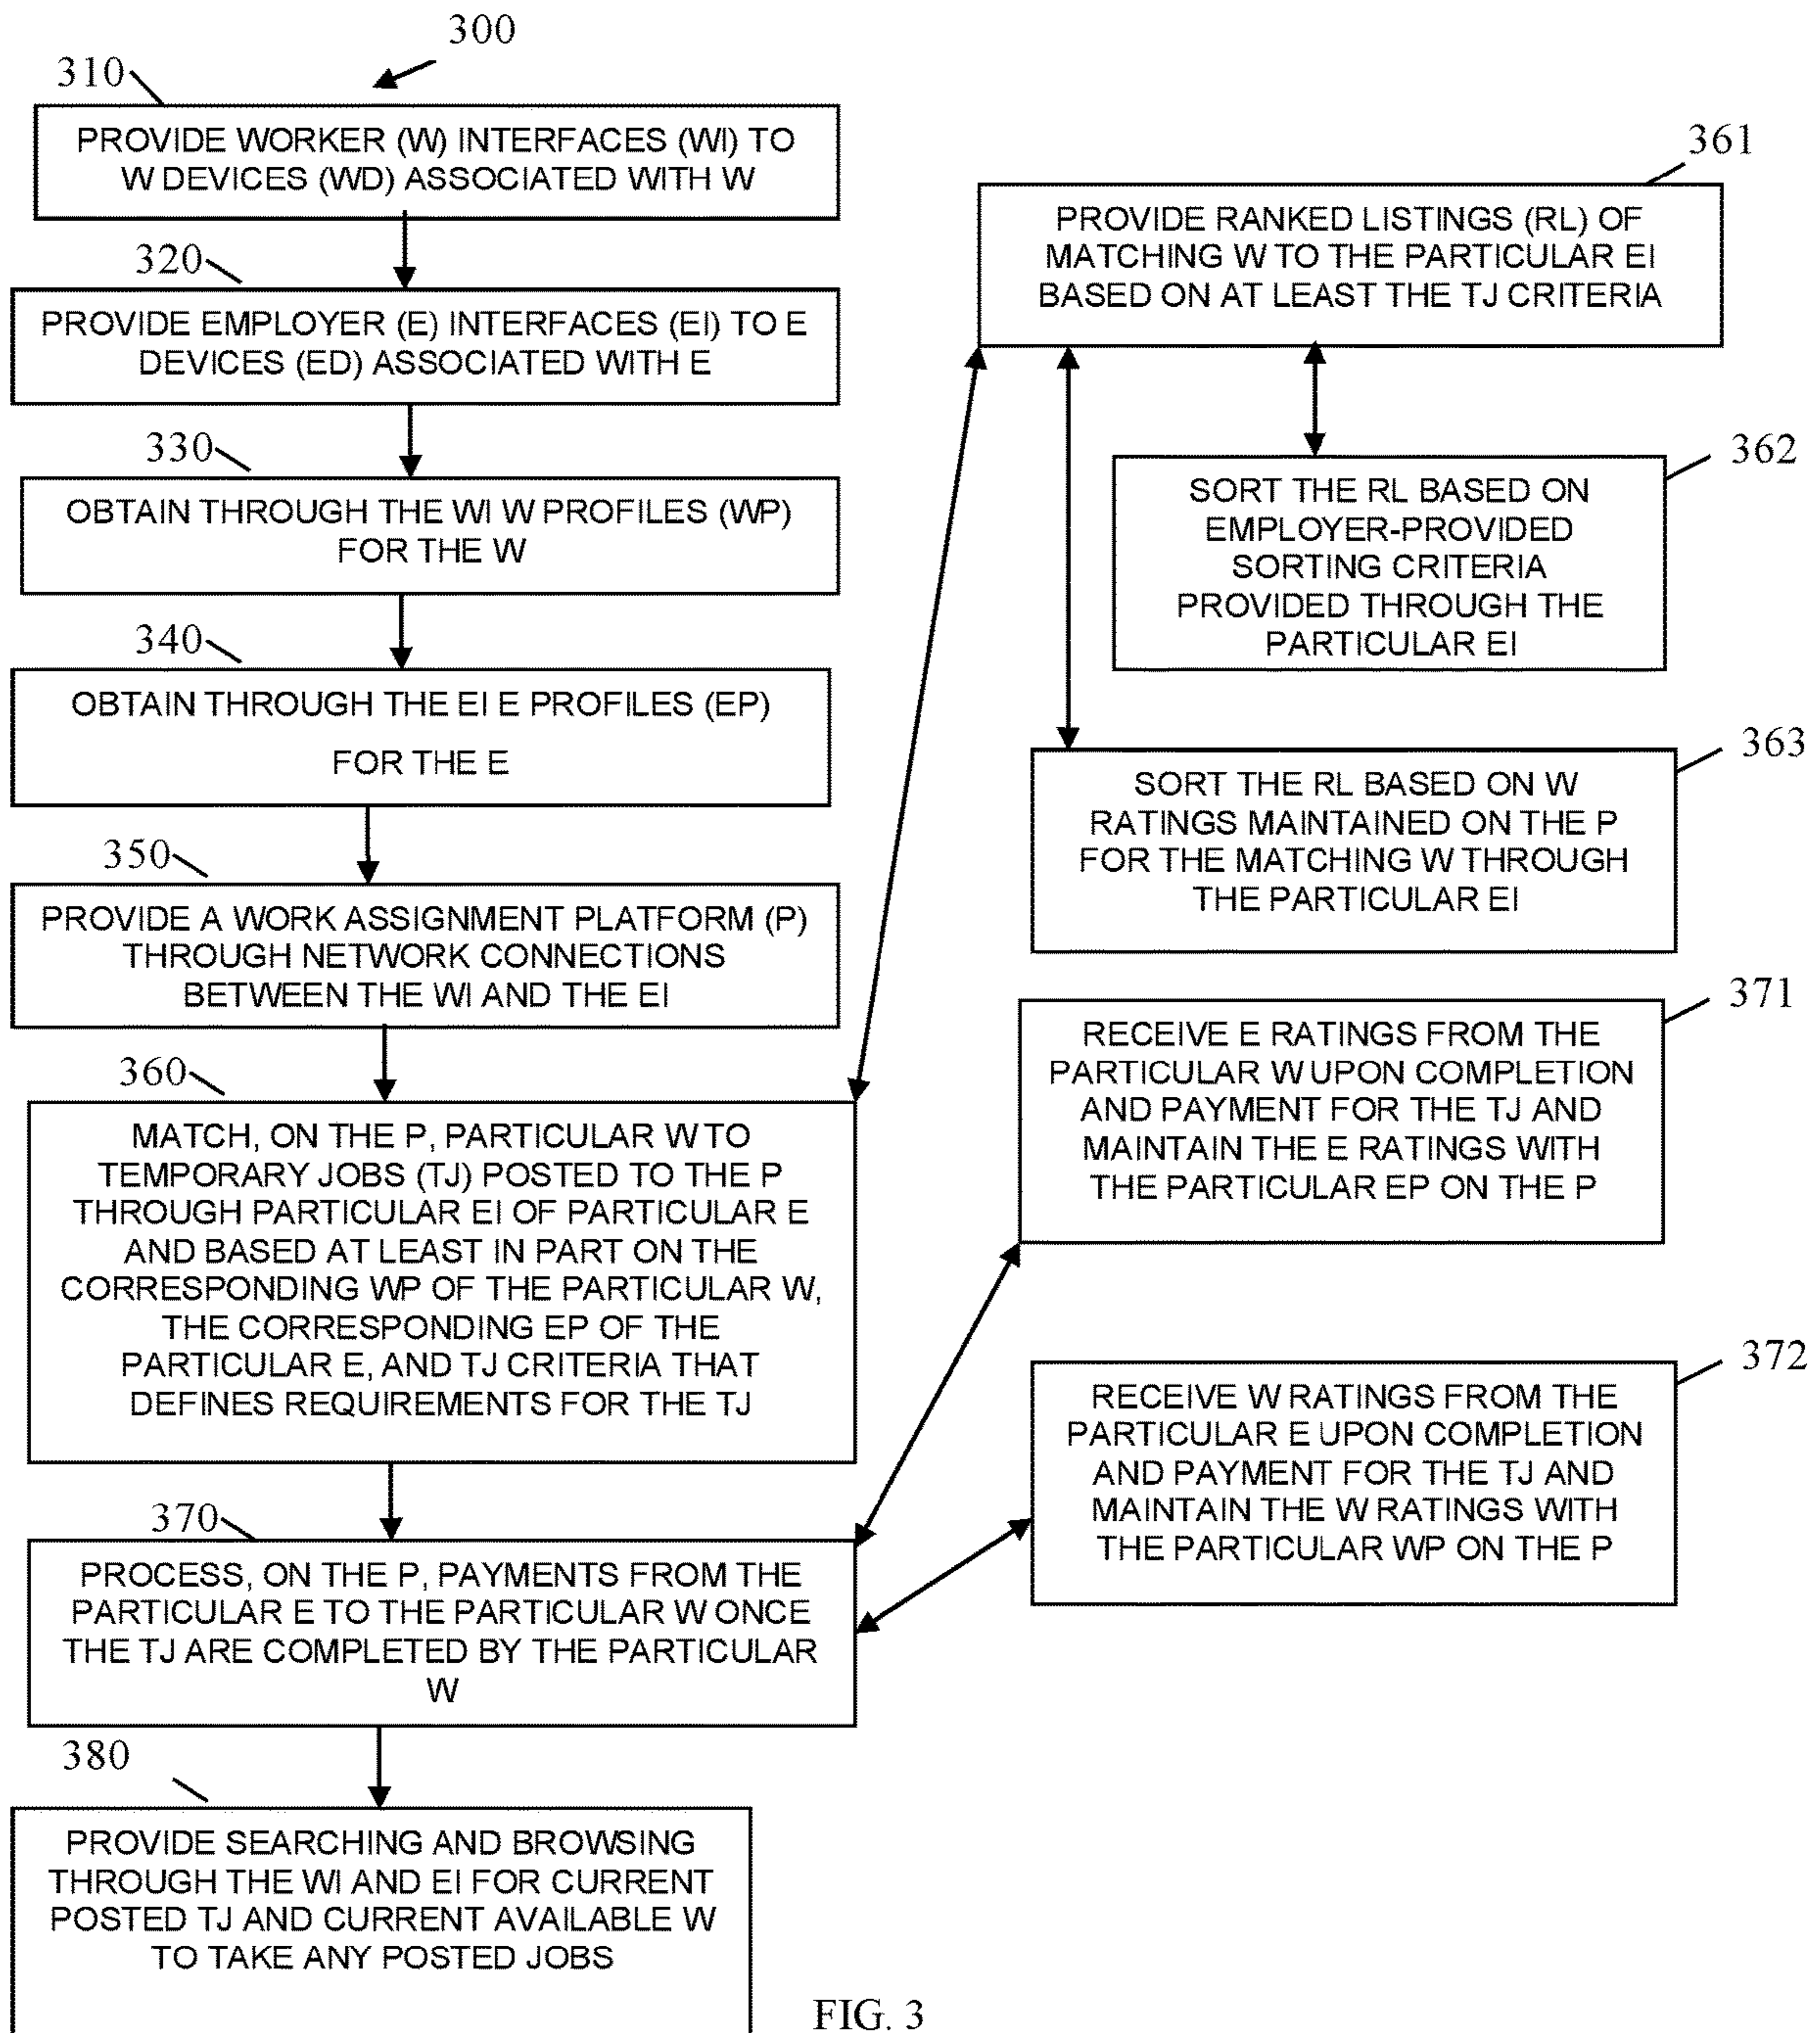 300
310
PROVIDE WORKER (W) INTERFACES (WI) TO
W DEVICES (WD) ASSOCIATED WITH W
320
PROVIDE EMPLOYER (E) INTERFACES (EI) TO E
DEVICES (ED) ASSOCIATED WITH E
330
OBTAIN THROUGH THE WI W PROFILES (WP)
FOR THE W
340
OBTAIN THROUGH THE EI E PROFILES (EP)
FOR THE E
350
PROVIDE A WORK ASSIGNMENT PLATFORM (P)
THROUGH NETWORK CONNECTIONS
BETWEEN THE WI AND THE EI
360
MATCH, ON THE P, PARTICULAR W TO
TEMPORARY JOBS (TJ) POSTED TO THE P
THROUGH PARTICULAR EI OF PARTICULAR E
AND BASED AT LEAST IN PART ON THE
CORRESPONDING WP OF THE PARTICULAR W,
THE CORRESPONDING EP OF THE
PARTICULAR E, AND TJ CRITERIA THAT
DEFINES REQUIREMENTS FOR THE TJ
370
PROCESS, ON THE P, PAYMENTS FROM THE
PARTICULAR E TO THE PARTICULAR W ONCE
THE TJ ARE COMPLETED BY THE PARTICULAR
W
380
PROVIDE SEARCHING AND BROWSING
THROUGH THE WI AND EI FOR CURRENT
POSTED TJ AND CURRENT AVAILABLE W
TO TAKE ANY POSTED JOBS
361
PROVIDE RANKED LISTINGS (RL) OF
MATCHING W TO THE PARTICULAR EI
BASED ON AT LEAST THE TJ CRITERIA
362
SORT THE RL BASED ON
EMPLOYER-PROVIDED
SORTING CRITERIA
PROVIDED THROUGH THE
PARTICULAR EI
363
SORT THE RL BASED ON W
RATINGS MAINTAINED ON THE P
FOR THE MATCHING W THROUGH
THE PARTICULAR EI
371
RECEIVE E RATINGS FROM THE
PARTICULAR W UPON COMPLETION
AND PAYMENT FOR THE TJ AND
MAINTAIN THE E RATINGS WITH
THE PARTICULAR EP ON THE P
372
RECEIVE W RATINGS FROM THE
PARTICULAR E UPON COMPLETION
AND PAYMENT FOR THE TJ AND
MAINTAIN THE W RATINGS WITH
THE PARTICULAR WP ON THE P
FIG. 3